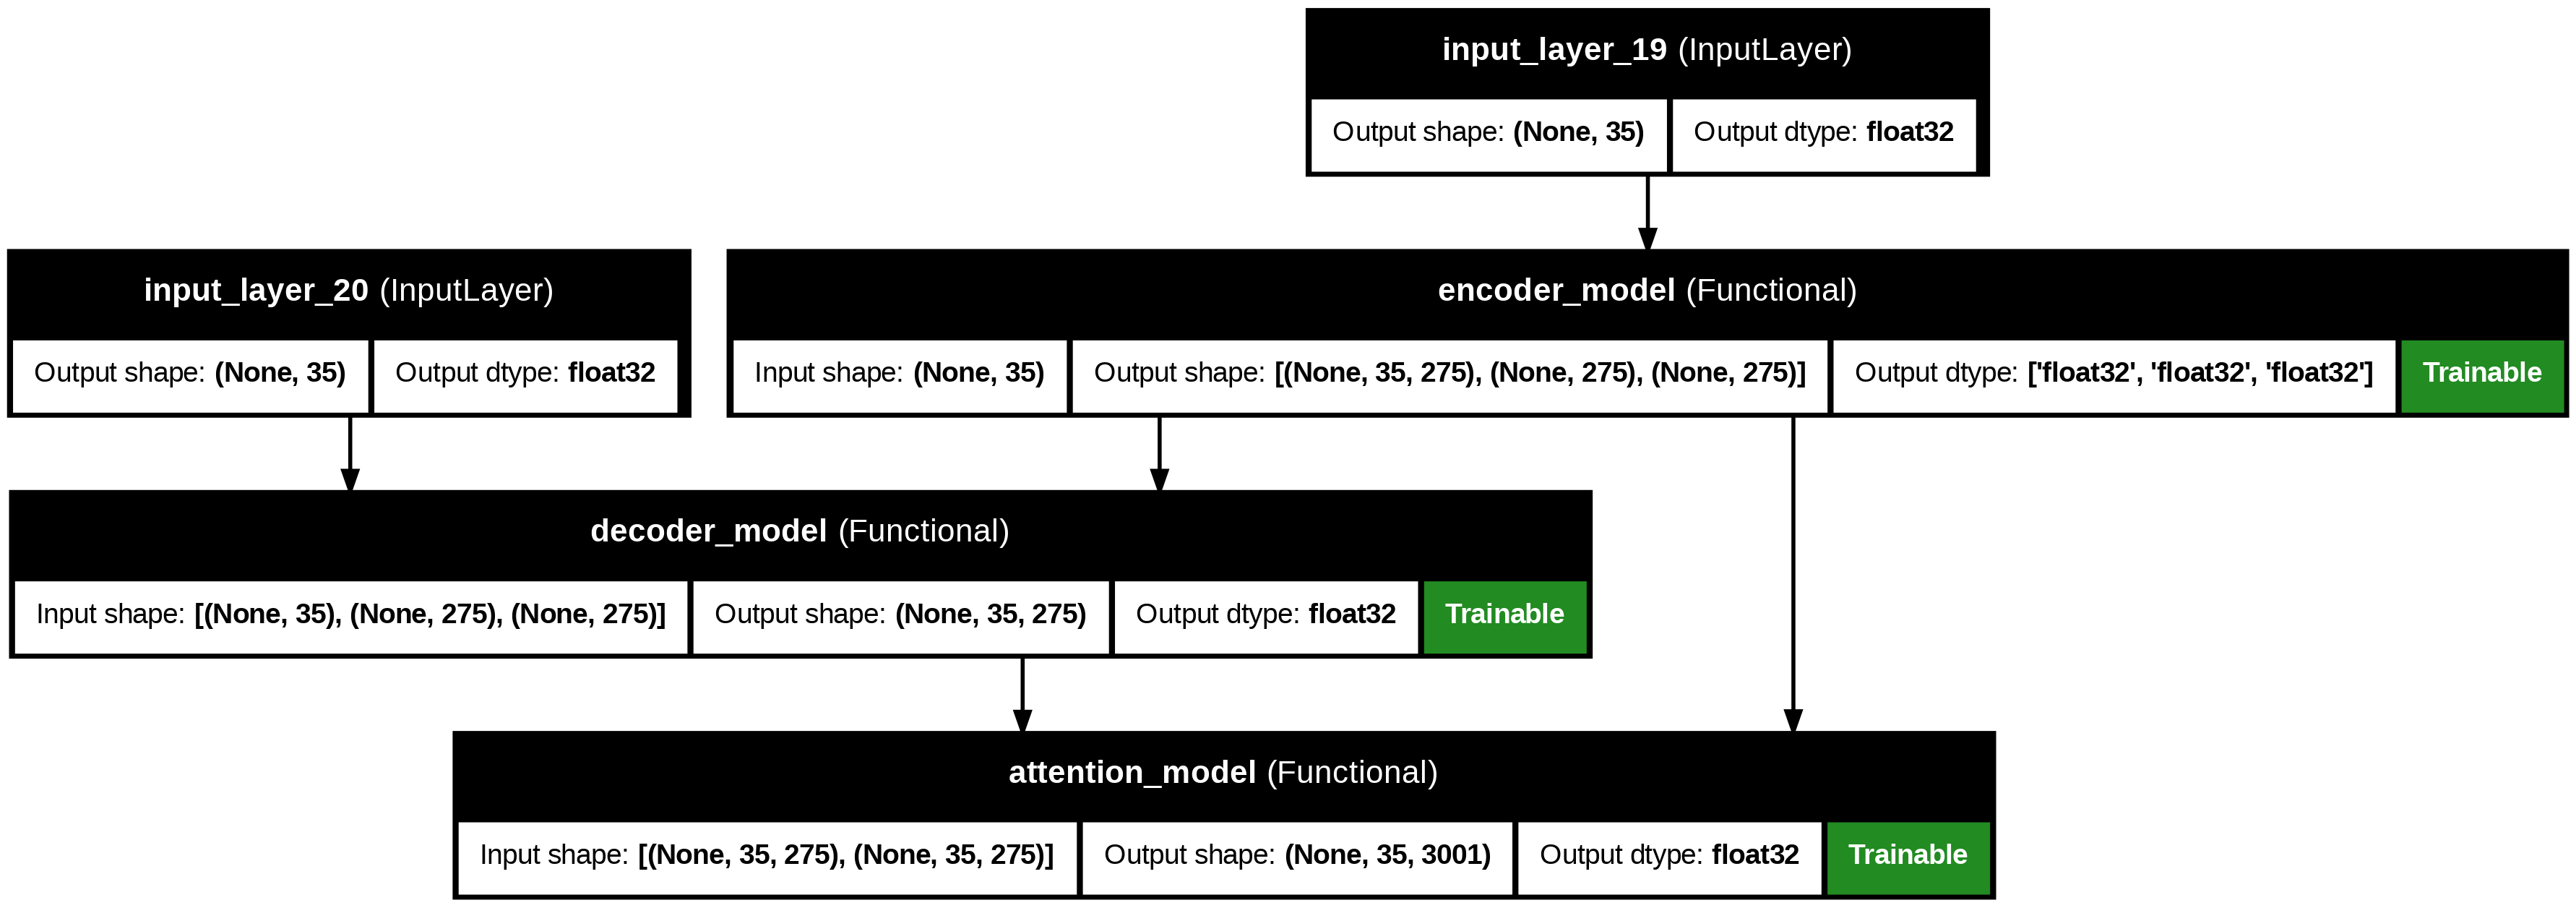 input_layer_19 (InputLayer)
Output shape: (None, 35) Output dtype: float32
input_layer_20 (InputLayer)
Output shape: (None, 35) Output dtype: float32
encoder_model (Functional)
Input shape: (None, 35) Output shape: [(None, 35, 275), (None, 275), (None, 275)] Output dtype: ['float32', 'float32', 'float32'] Trainable
decoder_model (Functional)
Input shape: [(None, 35), (None, 275), (None, 275)] Output shape: (None, 35, 275) Output dtype: float32 Trainable
attention_model (Functional)
Input shape: [(None, 35, 275), (None, 35, 275)] Output shape: (None, 35, 3001) Output dtype: float32 Trainable